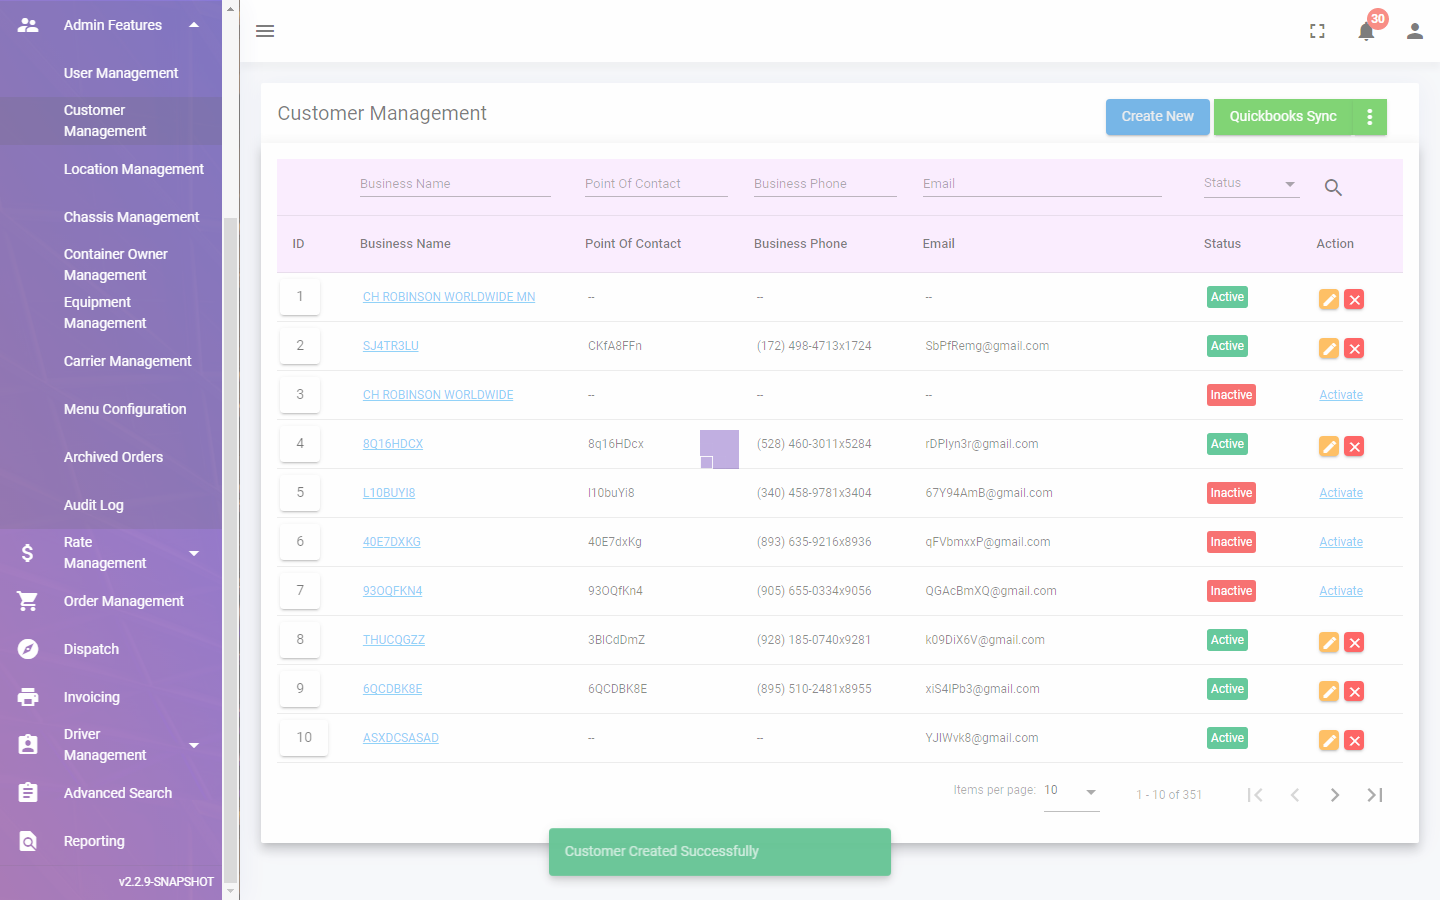 Admin Features
User Management
Customer
Management
Location Management
Chassis Management
Container Owner
Management
Equipment
Management
Carrier Management
Menu Configuration
Archived Orders
Audit Log
Rate
Management
Order Management
Dispatch
Invoicing
Driver
Management
Advanced Search
Reporting
v2.2.9-SNAPSHOT
30
Customer Management
Create New
Quickbooks Sync
Business Name Point Of Contact Business Phone Email Status
ID Business Name Point Of Contact Business Phone Email Status Action
1 CH ROBINSON WORLDWIDE MN -- -- -- Active
2 SJ4TR3LU CKfA8FFn (172) 498-4713x1724 SbPfRemg@gmail.com Active
3 CH ROBINSON WORLDWIDE -- -- -- Inactive Activate
4 8Q16HDCX 8q16HDcx (528) 460-3011x5284 rDPIyn3r@gmail.com Active
5 L10BUYI8 l10buYi8 (340) 458-9781x3404 67Y94AmB@gmail.com Inactive Activate
6 40E7DXKG 40E7dxKg (893) 635-9216x8936 qFVbmxxP@gmail.com Inactive Activate
7 93OQFKN4 93OQfKn4 (905) 655-0334x9056 QGAcBmXQ@gmail.com Inactive Activate
8 THUCQGZZ 3BICdDmZ (928) 185-0740x9281 k09DiX6V@gmail.com Active
9 6QCDBK8E 6QCDBK8E (895) 510-2481x8955 xiS4IPb3@gmail.com Active
10 ASXDCSASAD -- -- YJIWvk8@gmail.com Active
Items per page: 10 1 - 10 of 351
Customer Created Successfully